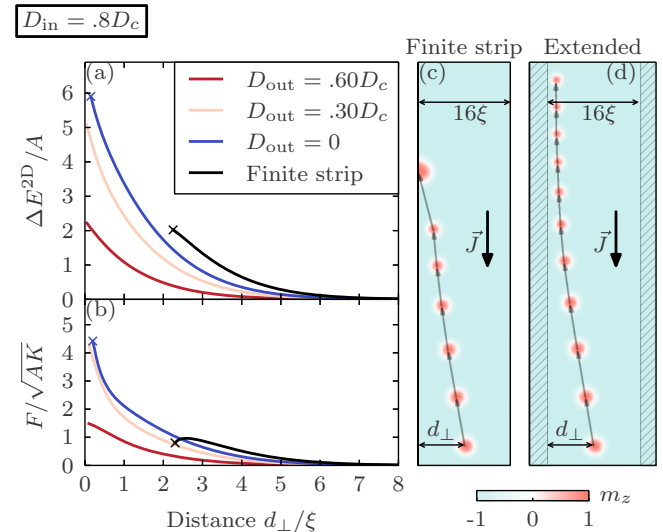 D_in = .8D_c
Finite strip
Extended
(a)
(c)
(d)
D_out = .60D_c
D_out = .30D_c
D_out = 0
Finite strip
16ξ
16ξ
ΔE^2D/A
6
5
4
3
2
1
0
J⃗
J⃗
(b)
F/√AK
5
4
3
2
1
0
d_⊥
d_⊥
0 1 2 3 4 5 6 7 8
Distance d_⊥/ξ
m_z
-1 0 1